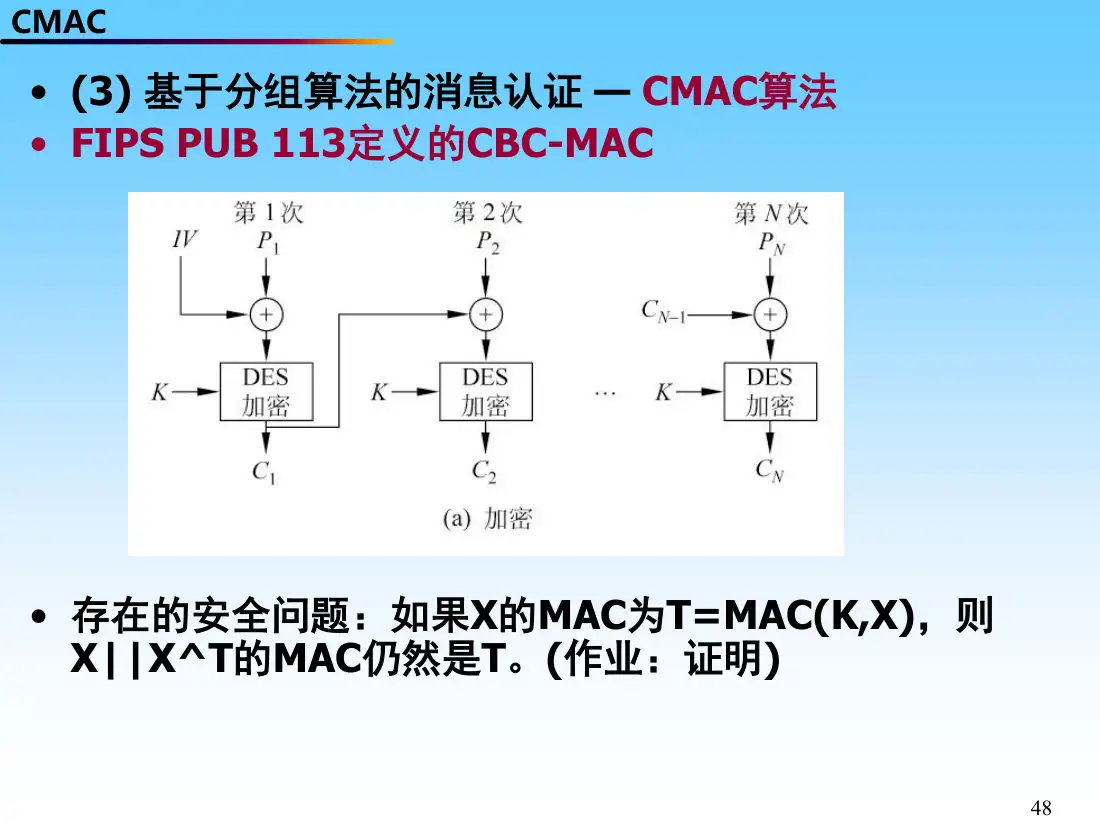 CMAC
• (3) 基于分组算法的消息认证 — CMAC算法
• FIPS PUB 113定义的CBC-MAC
第 1 次 第 2 次 第 N 次
IV P1 P2 PN
+ + CN−1 +
K DES 加密 K DES 加密 … K DES 加密
C1 C2 CN
(a) 加密
• 存在的安全问题：如果X的MAC为T=MAC(K,X)，则
X||X^T的MAC仍然是T。(作业：证明)
48